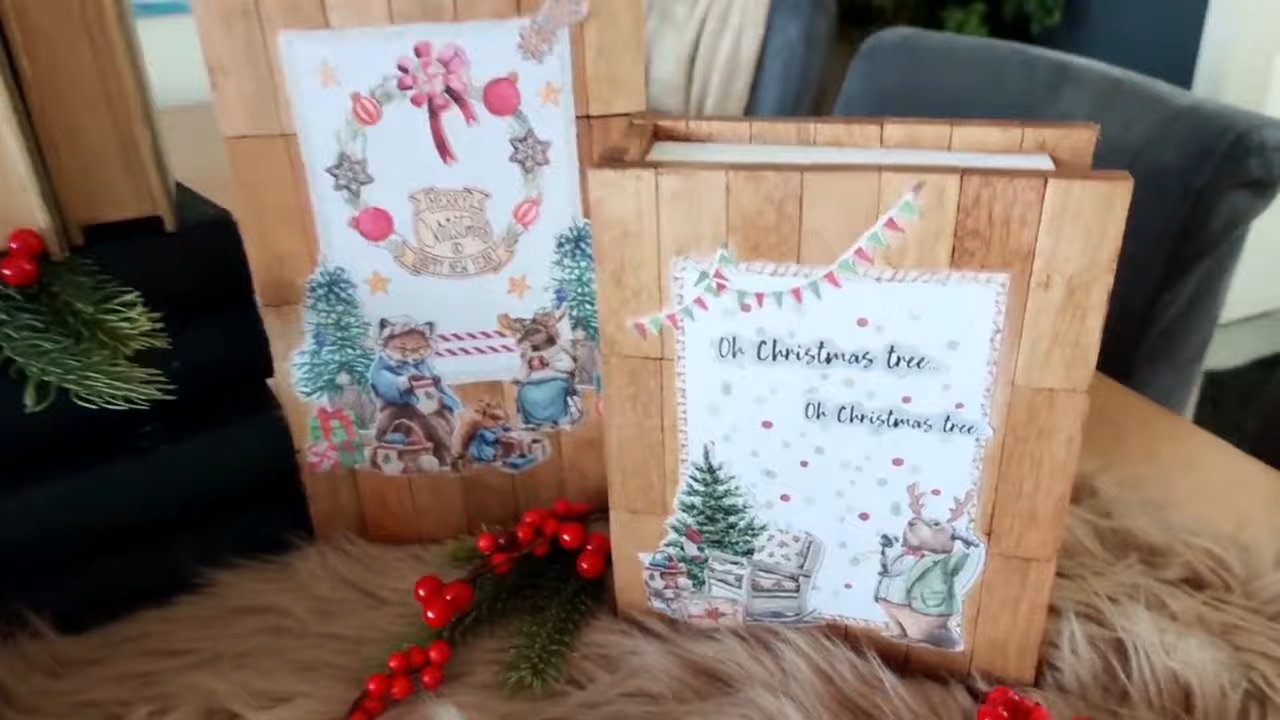 MERRY
Christmas
&
HAPPY NEW YEAR
Oh Christmas tree...
Oh Christmas tree...